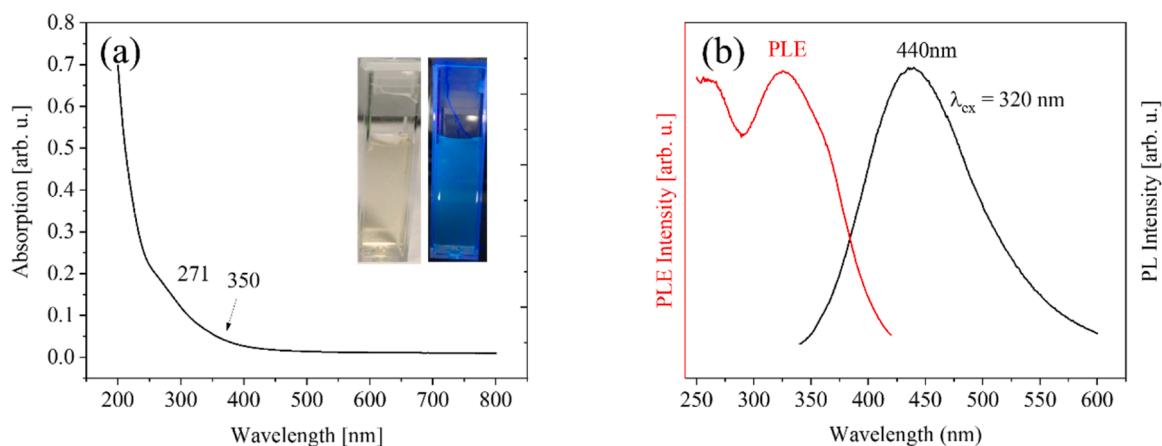 (a)
Absorption [arb. u.]
0.8
0.7
0.6
0.5
0.4
0.3
0.2
0.1
0.0
271
350
200 300 400 500 600 700 800
Wavelength [nm]
(b)
PLE
440nm
λex = 320 nm
PLE Intensity [arb. u.]
PL Intensity [arb. u.]
250 300 350 400 450 500 550 600
Wavelength (nm)